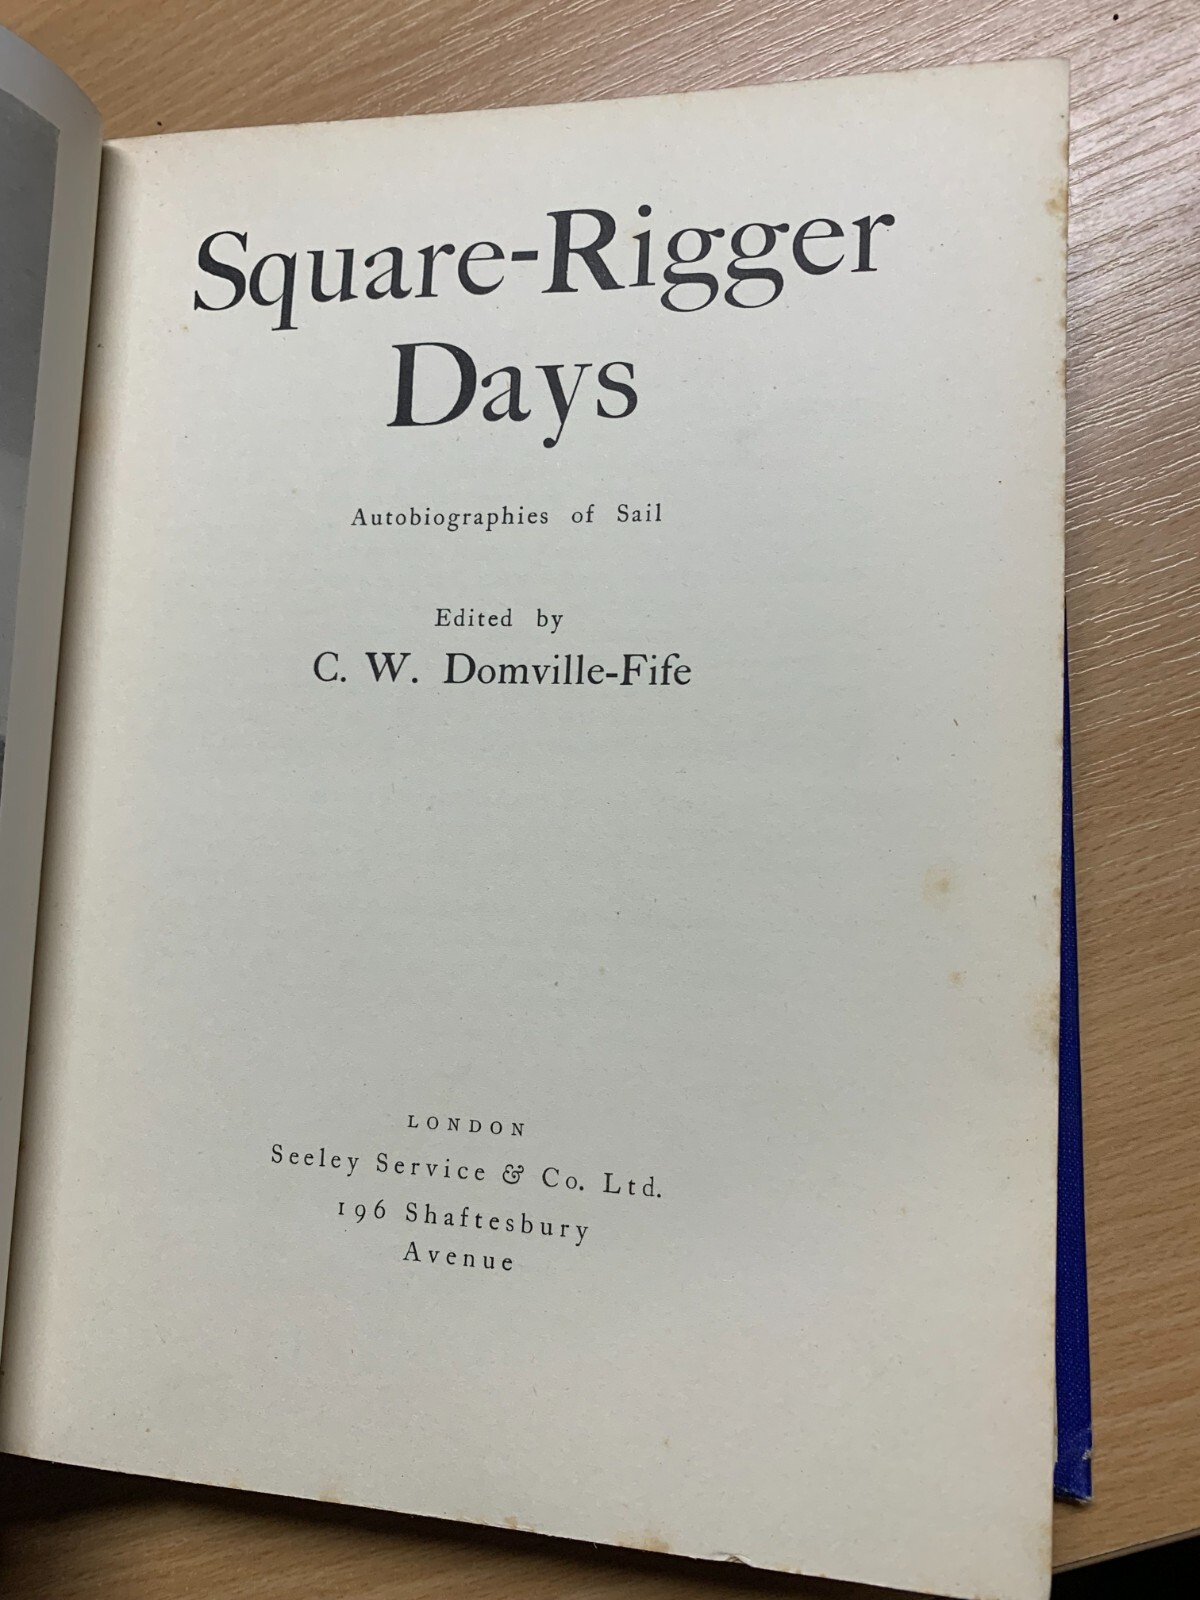 Square-Rigger
Days
Autobiographies of Sail
Edited by
C. W. Domville-Fife
LONDON
Seeley Service & Co. Ltd.
196 Shaftesbury
Avenue